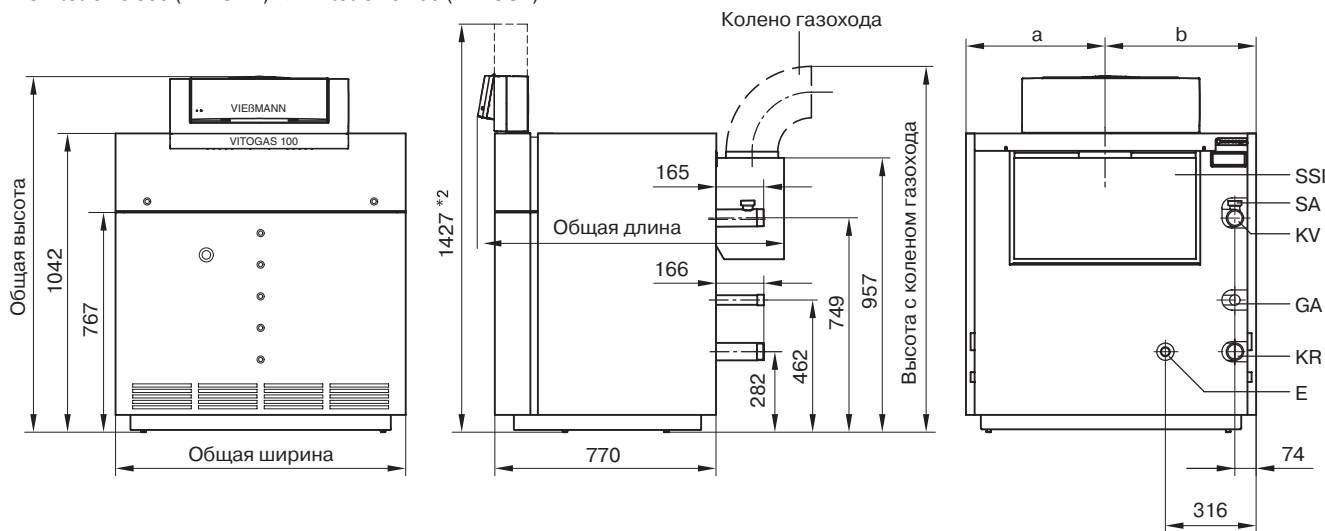 Колено газохода
VIEßMANN
VITOGAS 100
Общая высота
1042
767
Общая ширина
1427 *2
165
Общая длина
166
282
462
749
957
Высота с коленом газохода
770
a
b
SSI
SA
KV
GA
KR
E
74
316